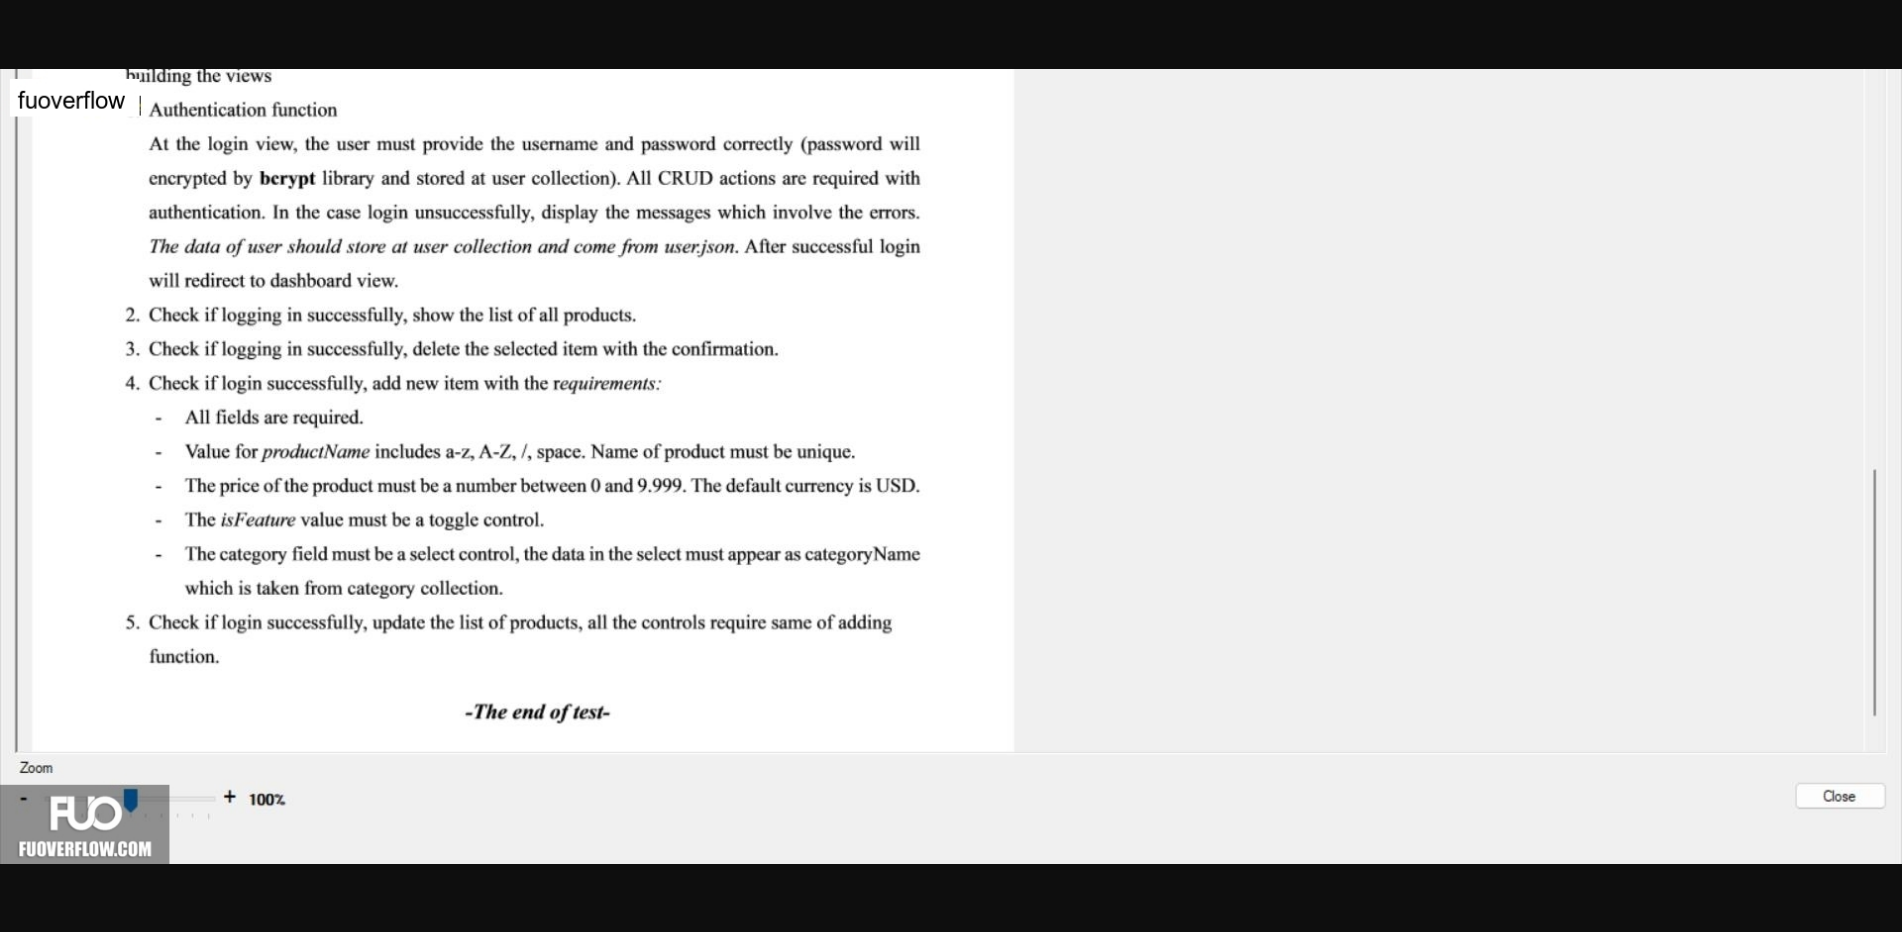 building the views
fuoverflow
Authentication function
At the login view, the user must provide the username and password correctly (password will
encrypted by bcrypt library and stored at user collection). All CRUD actions are required with
authentication. In the case login unsuccessfully, display the messages which involve the errors.
The data of user should store at user collection and come from user.json. After successful login
will redirect to dashboard view.
2. Check if logging in successfully, show the list of all products.
3. Check if logging in successfully, delete the selected item with the confirmation.
4. Check if login successfully, add new item with the requirements:
- All fields are required.
- Value for productName includes a-z, A-Z, /, space. Name of product must be unique.
- The price of the product must be a number between 0 and 9.999. The default currency is USD.
- The isFeature value must be a toggle control.
- The category field must be a select control, the data in the select must appear as categoryName
which is taken from category collection.
5. Check if login successfully, update the list of products, all the controls require same of adding
function.
-The end of test-
Zoom
- + 100%
Close
FUO
FUOVERFLOW.COM